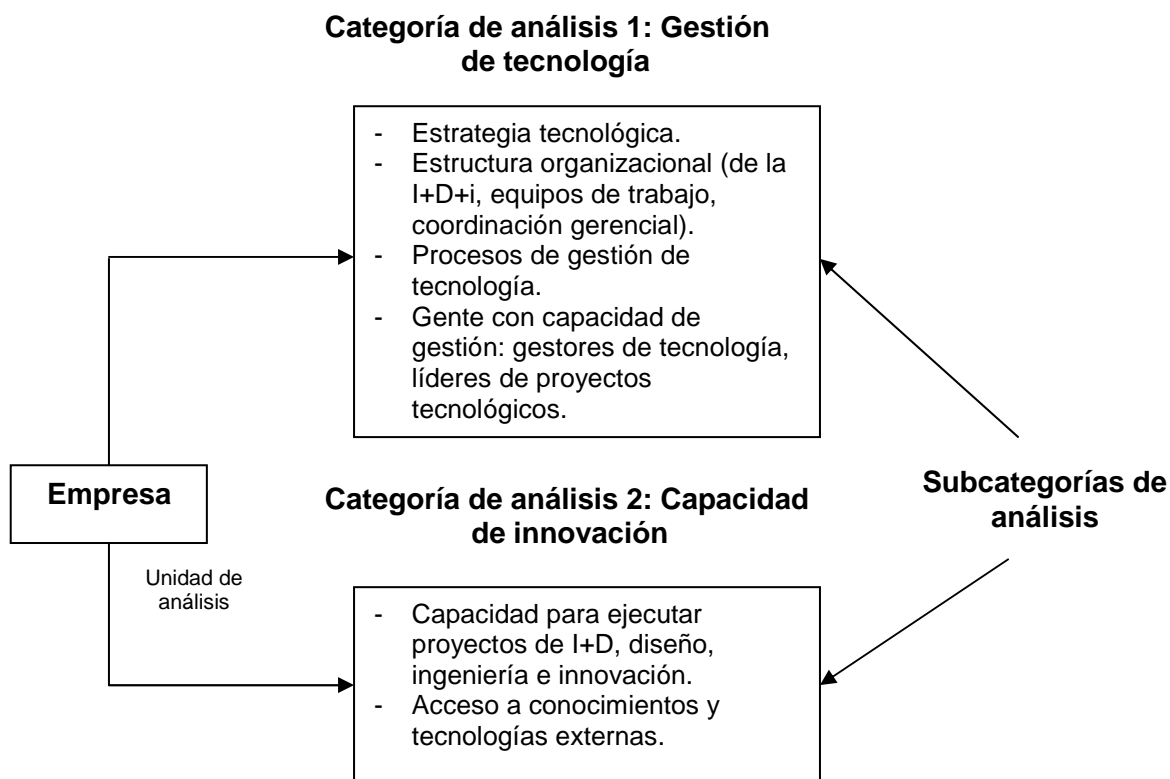 Categoría de análisis 1: Gestión
de tecnología
- Estrategia tecnológica.
- Estructura organizacional (de la
I+D+i, equipos de trabajo,
coordinación gerencial).
- Procesos de gestión de
tecnología.
- Gente con capacidad de
gestión: gestores de tecnología,
líderes de proyectos
tecnológicos.
Empresa
Unidad de
análisis
Categoría de análisis 2: Capacidad
de innovación
- Capacidad para ejecutar
proyectos de I+D, diseño,
ingeniería e innovación.
- Acceso a conocimientos y
tecnologías externas.
Subcategorías de
análisis